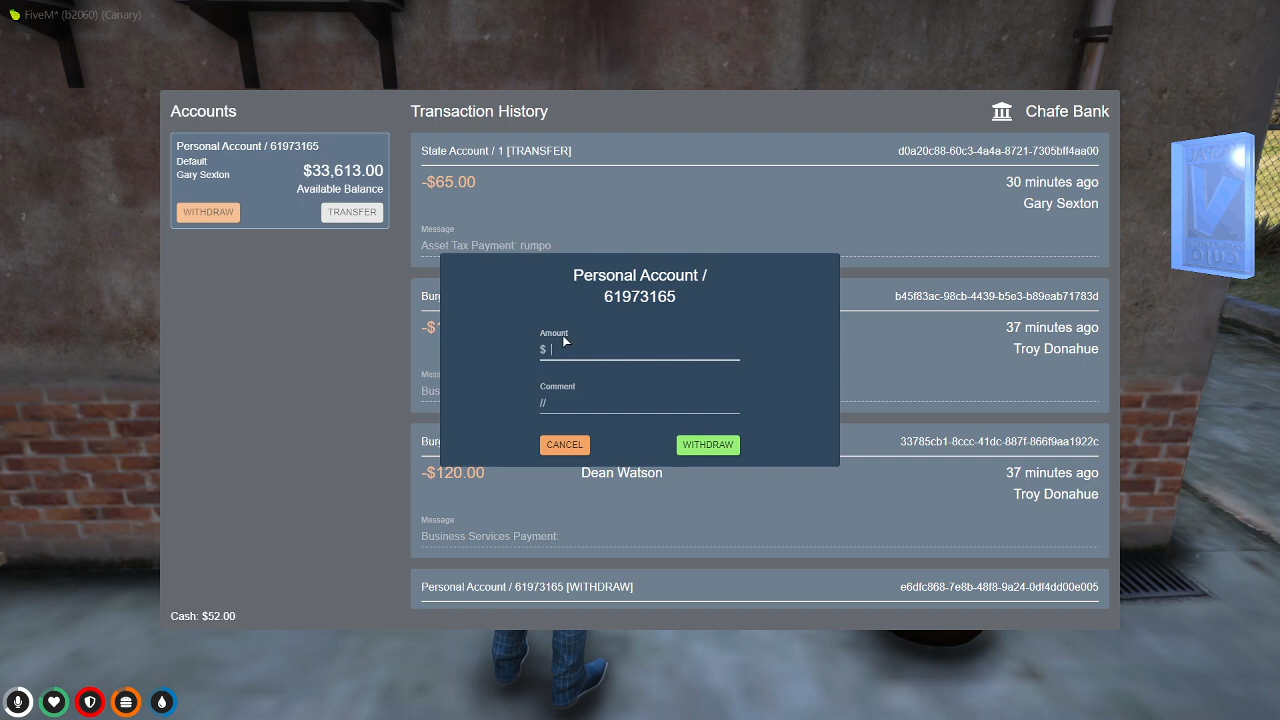 FiveM* (b2060) (Canary)
Accounts
Transaction History
Chafe Bank
Personal Account / 61973165
Default
Gary Sexton
$33,613.00
Available Balance
WITHDRAW
TRANSFER
State Account / 1 [TRANSFER]
d0a20c88-60c3-4a4a-8721-7305bff4aa00
-$65.00
30 minutes ago
Gary Sexton
Message
Asset Tax Payment: rumpo
b45f83ac-98cb-4439-b5e3-b89eab71783d
37 minutes ago
Troy Donahue
Personal Account /
61973165
Amount
$
Comment
//
CANCEL
WITHDRAW
33785cb1-8ccc-41dc-887f-866f9aa1922c
-$120.00
Dean Watson
37 minutes ago
Troy Donahue
Message
Business Services Payment:
Personal Account / 61973165 [WITHDRAW]
e6dfc868-7e8b-48f8-9a24-0df4dd00e005
Cash: $52.00